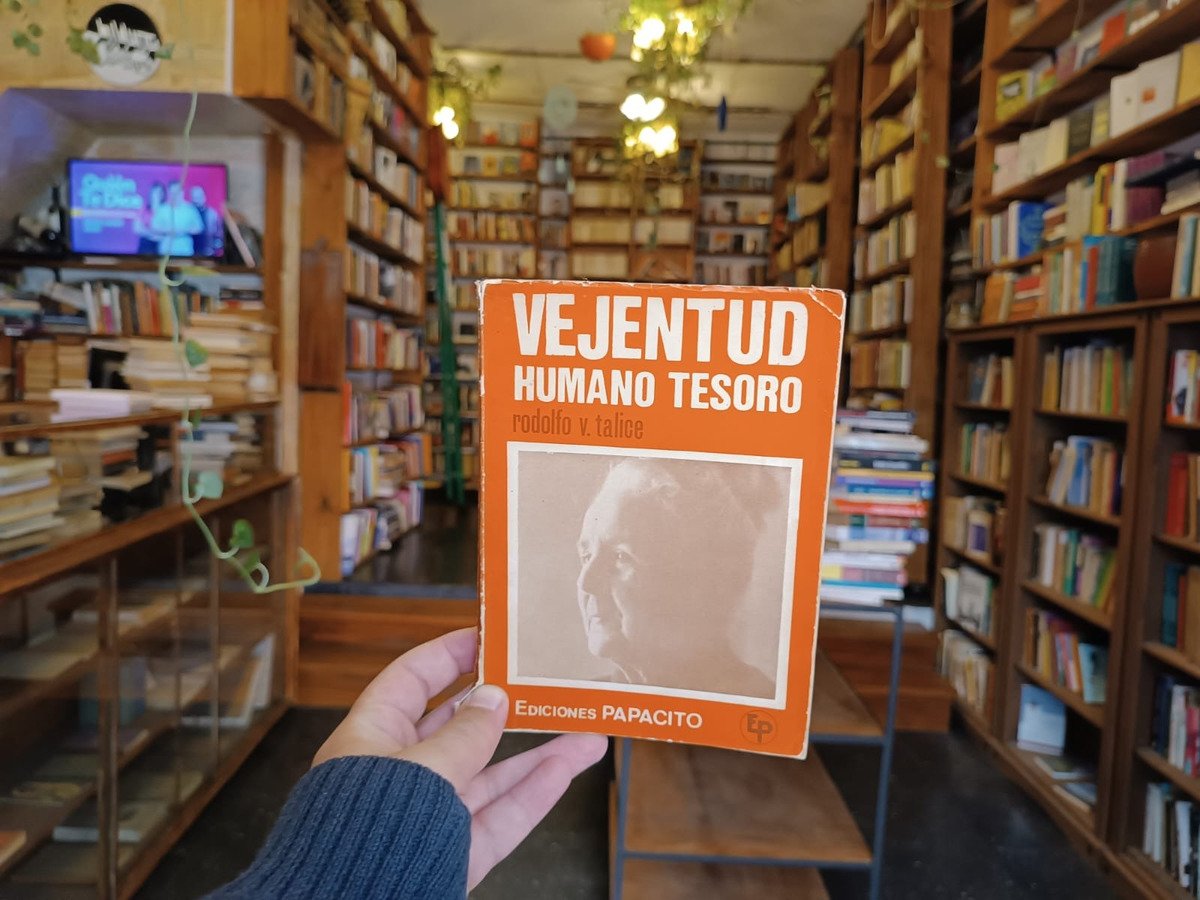 VEJENTUD
HUMANO TESORO
rodolfo v. talice
EDICIONES PAPACITO
EP